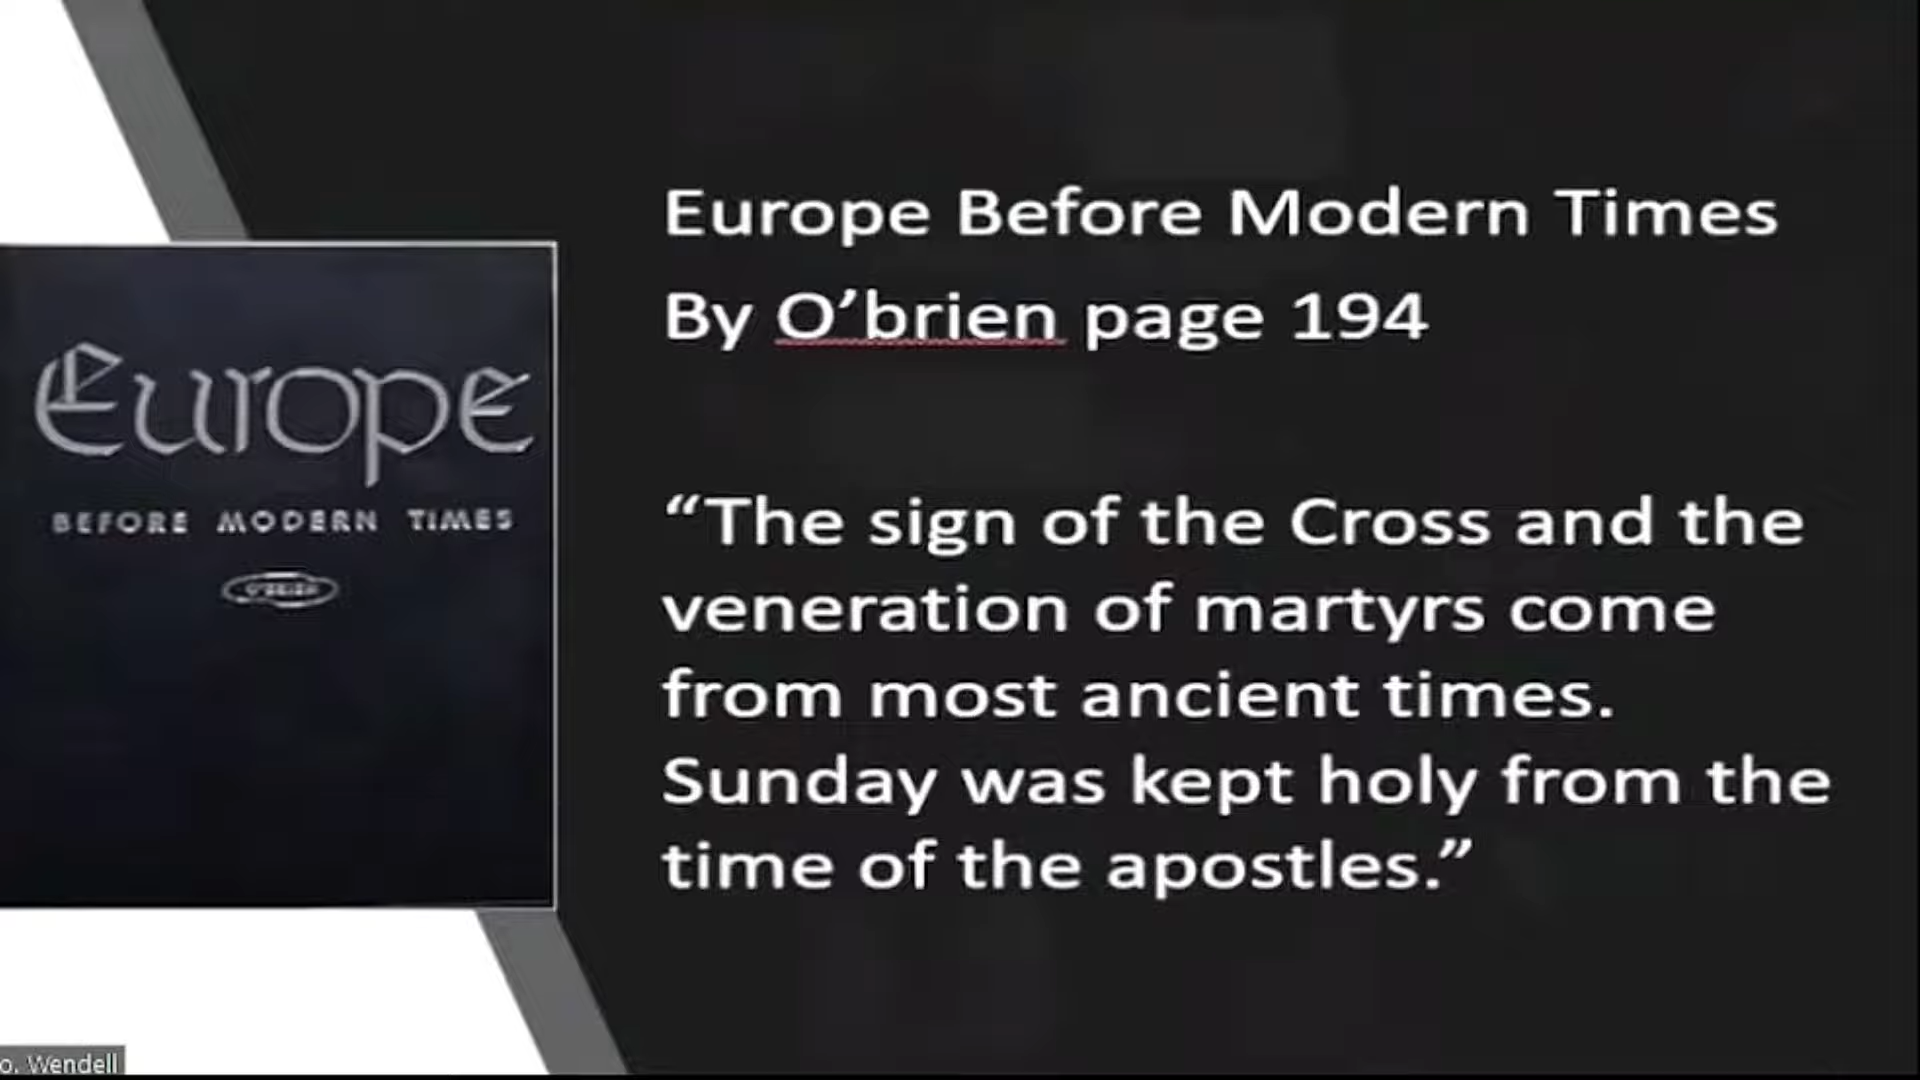 Europe Before Modern Times
By O’brien page 194
“The sign of the Cross and the
veneration of martyrs come
from most ancient times.
Sunday was kept holy from the
time of the apostles.”
Europe
BEFORE MODERN TIMES
O'BRIEN
o. Wendell